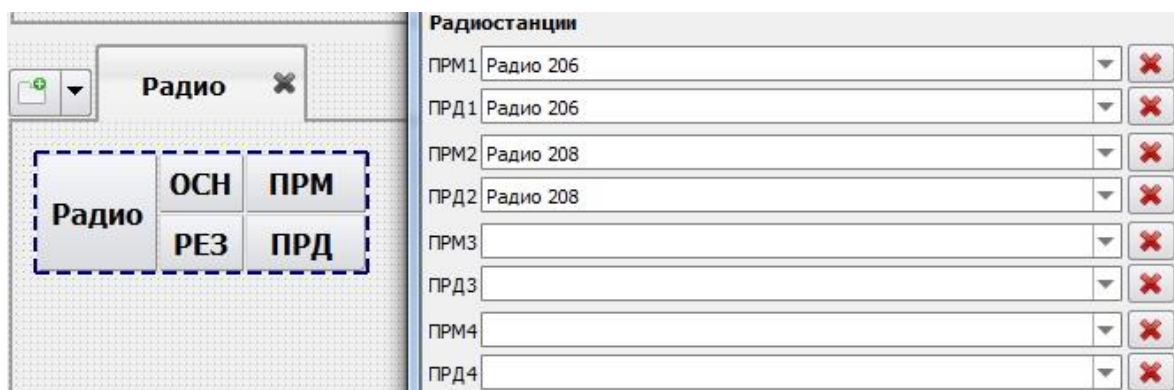 Радио
Радио
ОСН
ПРМ
РЕЗ
ПРД
Радиостанции
ПРМ1 Радио 206
ПРД1 Радио 206
ПРМ2 Радио 208
ПРД2 Радио 208
ПРМ3
ПРД3
ПРМ4
ПРД4